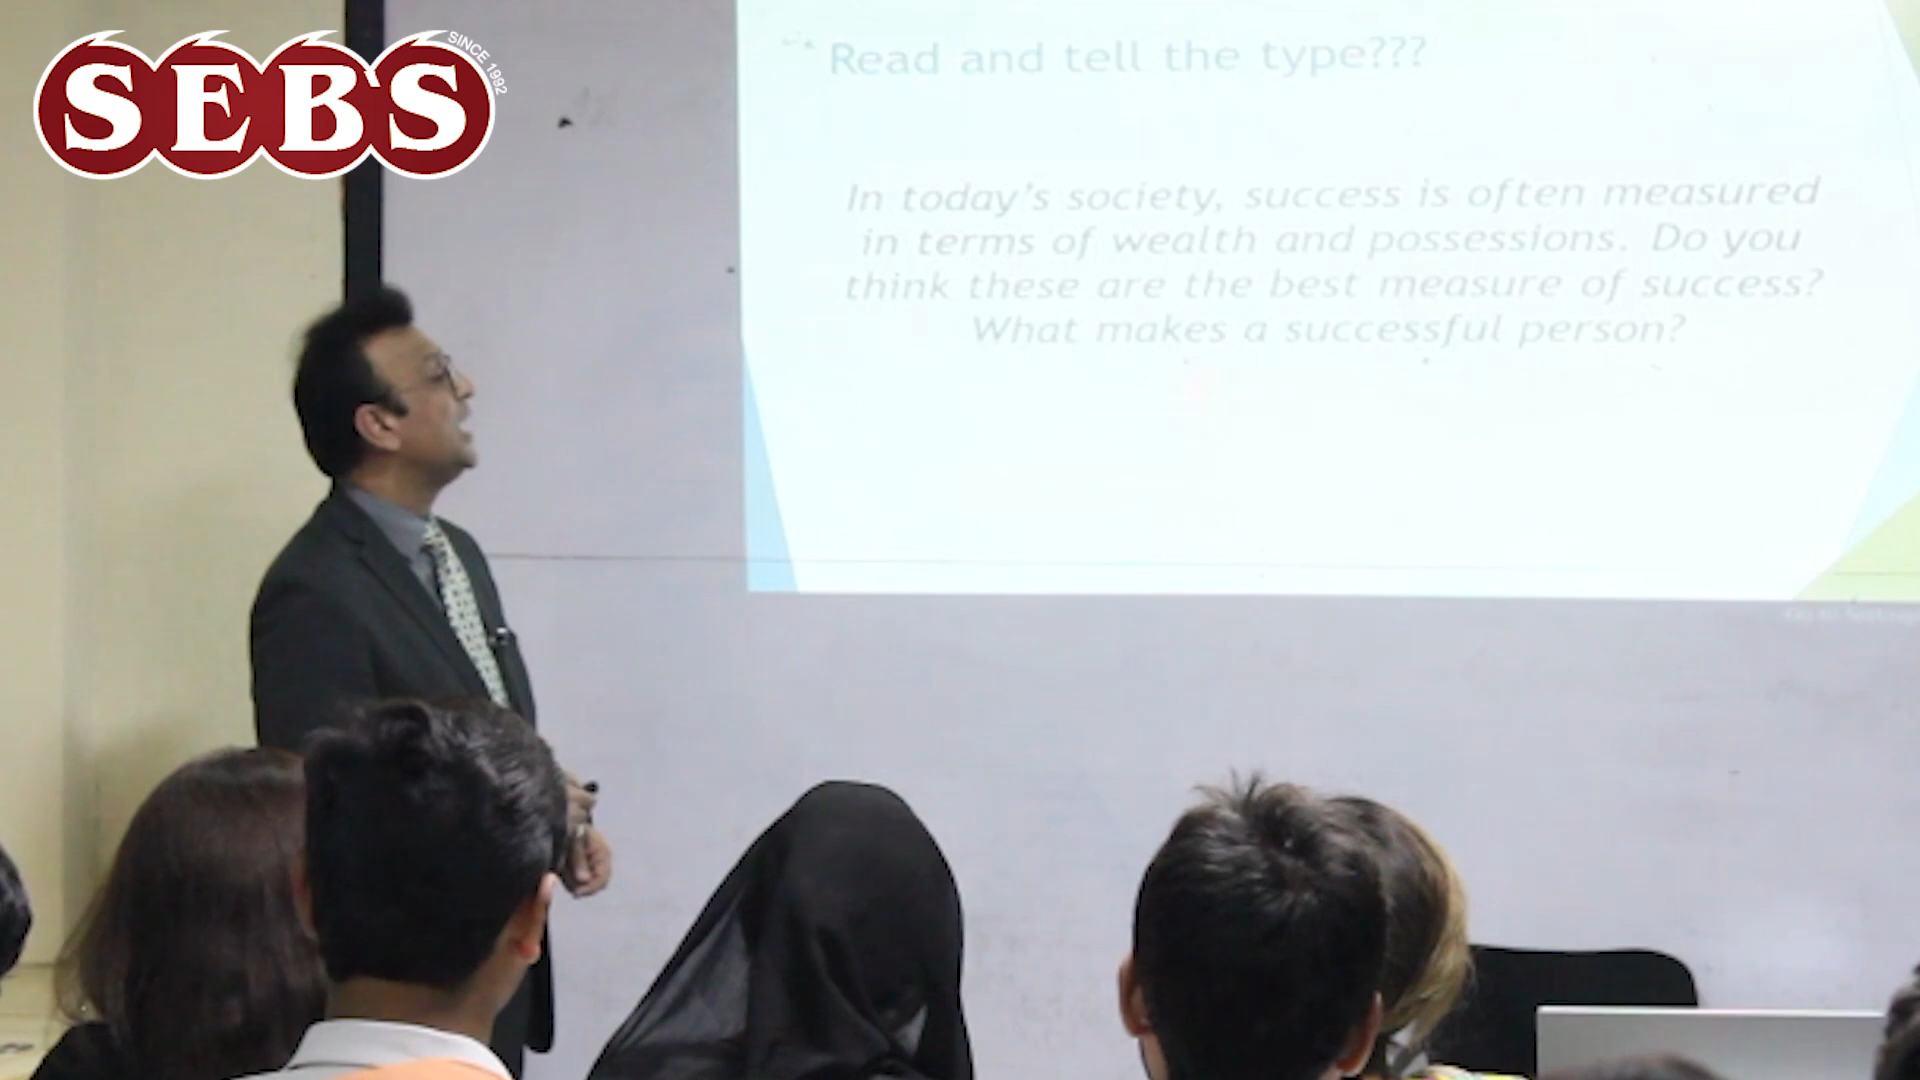 SEB'S
SINCE 1992
Read and tell the type???
In today's society, success is often measured
in terms of wealth and possessions. Do you
think these are the best measure of success?
What makes a successful person?